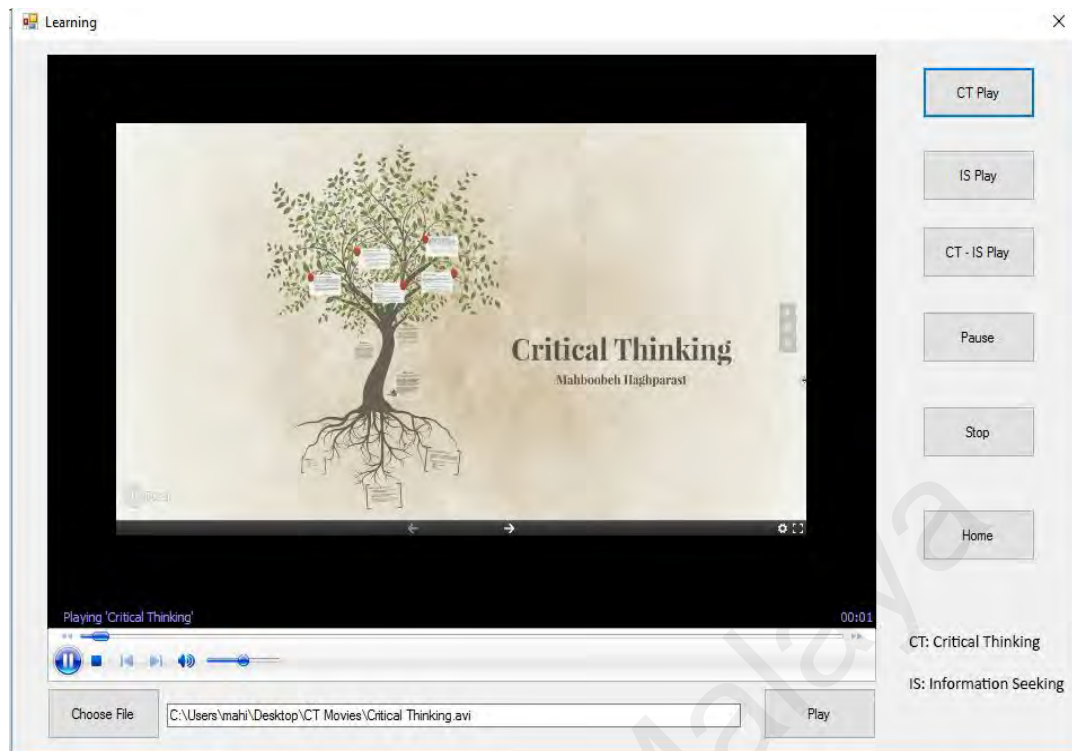 Learning
CT Play
IS Play
CT - IS Play
Pause
Stop
Home
Critical Thinking
Mahboobeh Haghparast
Playing 'Critical Thinking'
00:01
CT: Critical Thinking
IS: Information Seeking
Choose File
C:\Users\mahi\Desktop\CT Movies\Critical Thinking.avi
Play
Malaya